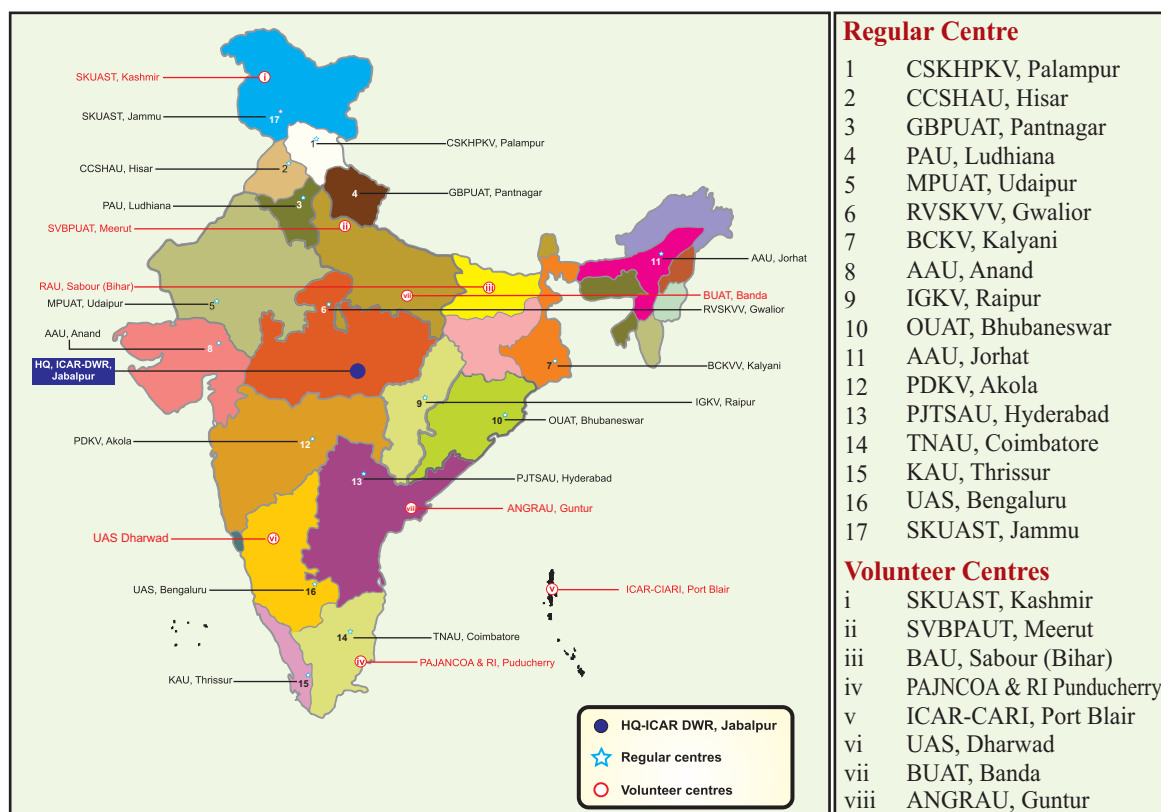 SKUAST, Kashmir
i
SKUAST, Jammu
17
1
CSKHPKV, Palampur
CCSHAU, Hisar
2
4
GBPUAT, Pantnagar
PAU, Ludhiana
3
SVBPUAT, Meerut
ii
AAU, Jorhat
11
RAU, Sabour (Bihar)
iii
MPUAT, Udaipur
5
vii
BUAT, Banda
6
RVSKVV, Gwalior
AAU, Anand
8
HQ, ICAR-DWR,
Jabalpur
7
BCKVV, Kalyani
9
IGKV, Raipur
10
OUAT, Bhubaneswar
PDKV, Akola
12
13
PJTSAU, Hyderabad
viii
ANGRAU, Guntur
UAS Dharwad
vi
UAS, Bengaluru
16
v
ICAR-CIARI, Port Blair
14
TNAU, Coimbatore
iv
PAJANCOA & RI, Puducherry
KAU, Thrissur
15
HQ-ICAR DWR, Jabalpur
Regular centres
Volunteer centres
Regular Centre
1 CSKHPKV, Palampur
2 CCSHAU, Hisar
3 GBPUAT, Pantnagar
4 PAU, Ludhiana
5 MPUAT, Udaipur
6 RVSKVV, Gwalior
7 BCKV, Kalyani
8 AAU, Anand
9 IGKV, Raipur
10 OUAT, Bhubaneswar
11 AAU, Jorhat
12 PDKV, Akola
13 PJTSAU, Hyderabad
14 TNAU, Coimbatore
15 KAU, Thrissur
16 UAS, Bengaluru
17 SKUAST, Jammu
Volunteer Centres
i SKUAST, Kashmir
ii SVBPAUT, Meerut
iii BAU, Sabour (Bihar)
iv PAJNCOA & RI Punducherry
v ICAR-CARI, Port Blair
vi UAS, Dharwad
vii BUAT, Banda
viii ANGRAU, Guntur